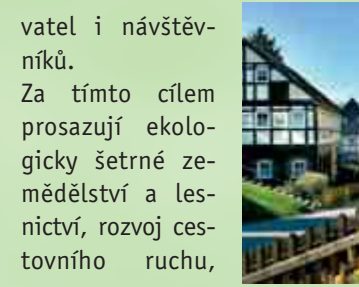 vatel i návštěv-
níků.
Za tímto cílem
prosazují ekolo-
gicky šetrné ze-
mědělství a les-
nictví, rozvoj ces-
tovního ruchu,